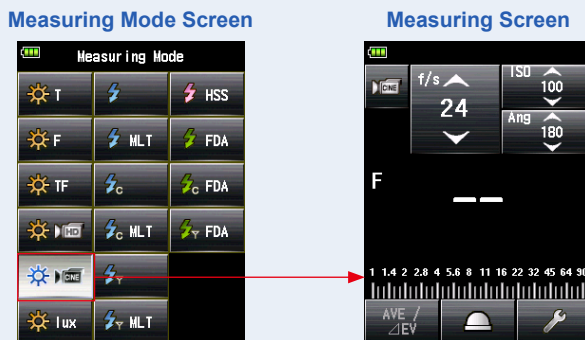 Measuring Mode Screen
Measuring Mode
T
HSS
F
MLT
FDA
TF
C
C FDA
HD
C MLT
Y FDA
CINE
Y
lux
Y MLT
Measuring Screen
CINE
f/s
24
ISO
100
Ang
180
F
1 1.4 2 2.8 4 5.6 8 11 16 22 32 45 64 90
AVE /
⊿EV